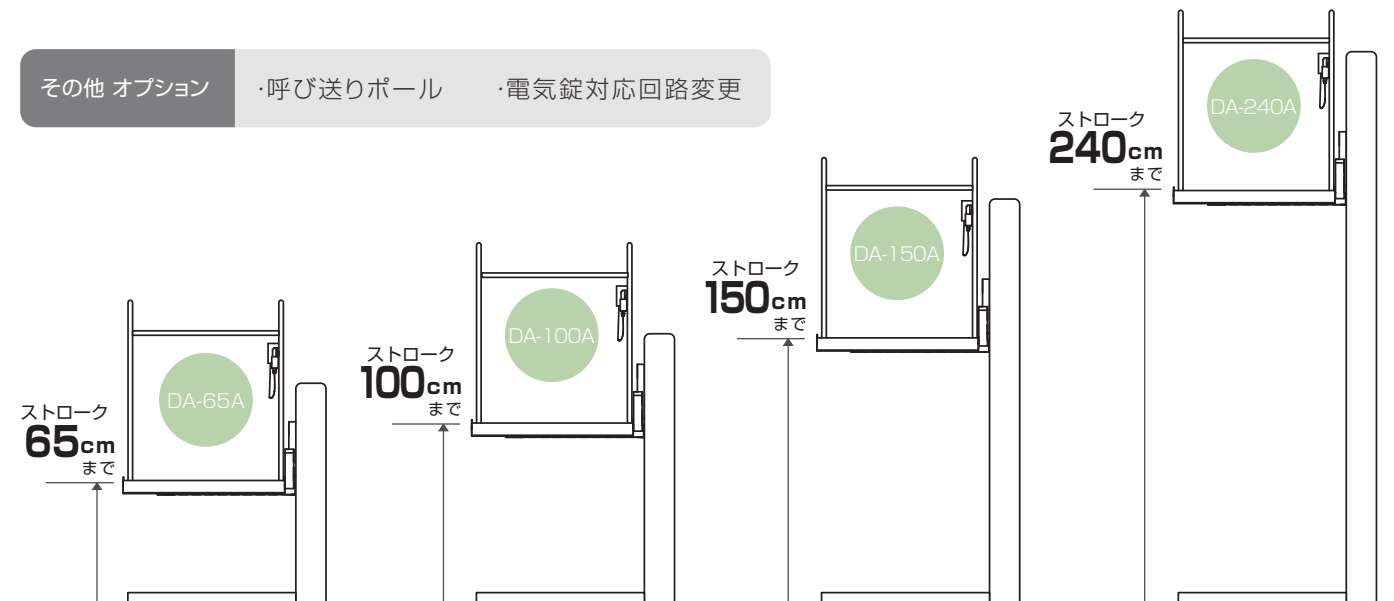 その他 オプション
·呼び送りポール ·電気錠対応回路変更
DA-65A
ストローク
65cm
まで
DA-100A
ストローク
100cm
まで
DA-150A
ストローク
150cm
まで
DA-240A
ストローク
240cm
まで